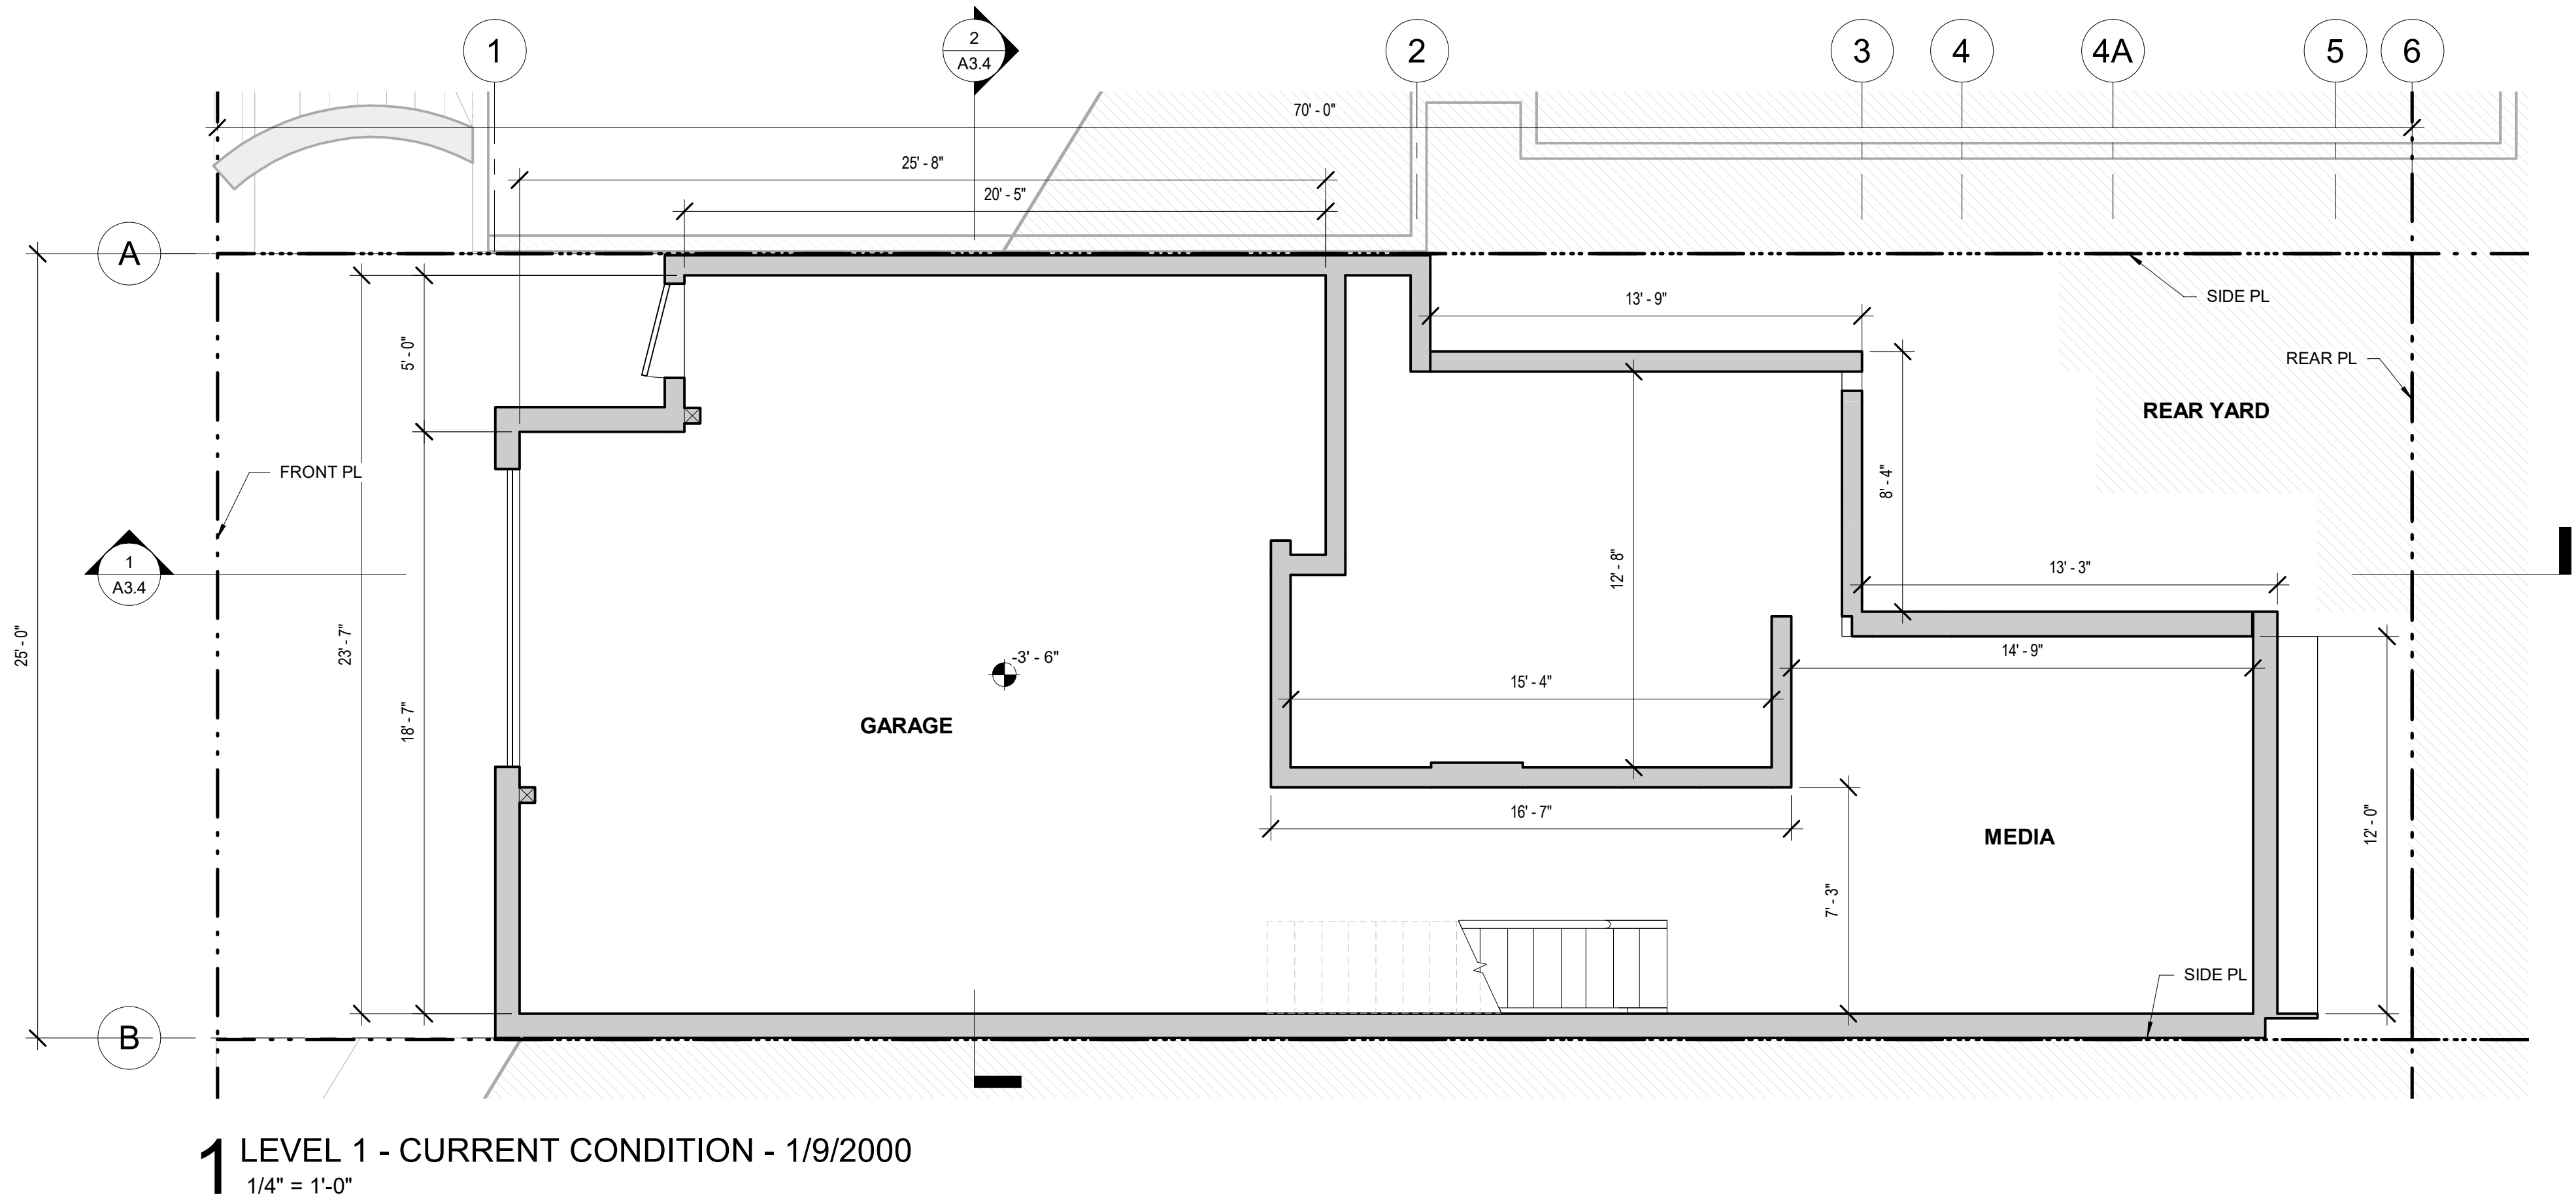 1
2
A3.4
2
3
4
4A
5
6
70' - 0"
25' - 8"
20' - 5"
A
SIDE PL
13' - 9"
5' - 0"
REAR PL
REAR YARD
FRONT PL
8' - 4"
1
A3.4
12' - 8"
13' - 3"
25' - 0"
23' - 7"
14' - 9"
-3' - 6"
15' - 4"
18' - 7"
GARAGE
16' - 7"
12' - 0"
MEDIA
7' - 3"
SIDE PL
B
1 LEVEL 1 - CURRENT CONDITION - 1/9/2000
1/4" = 1'-0"